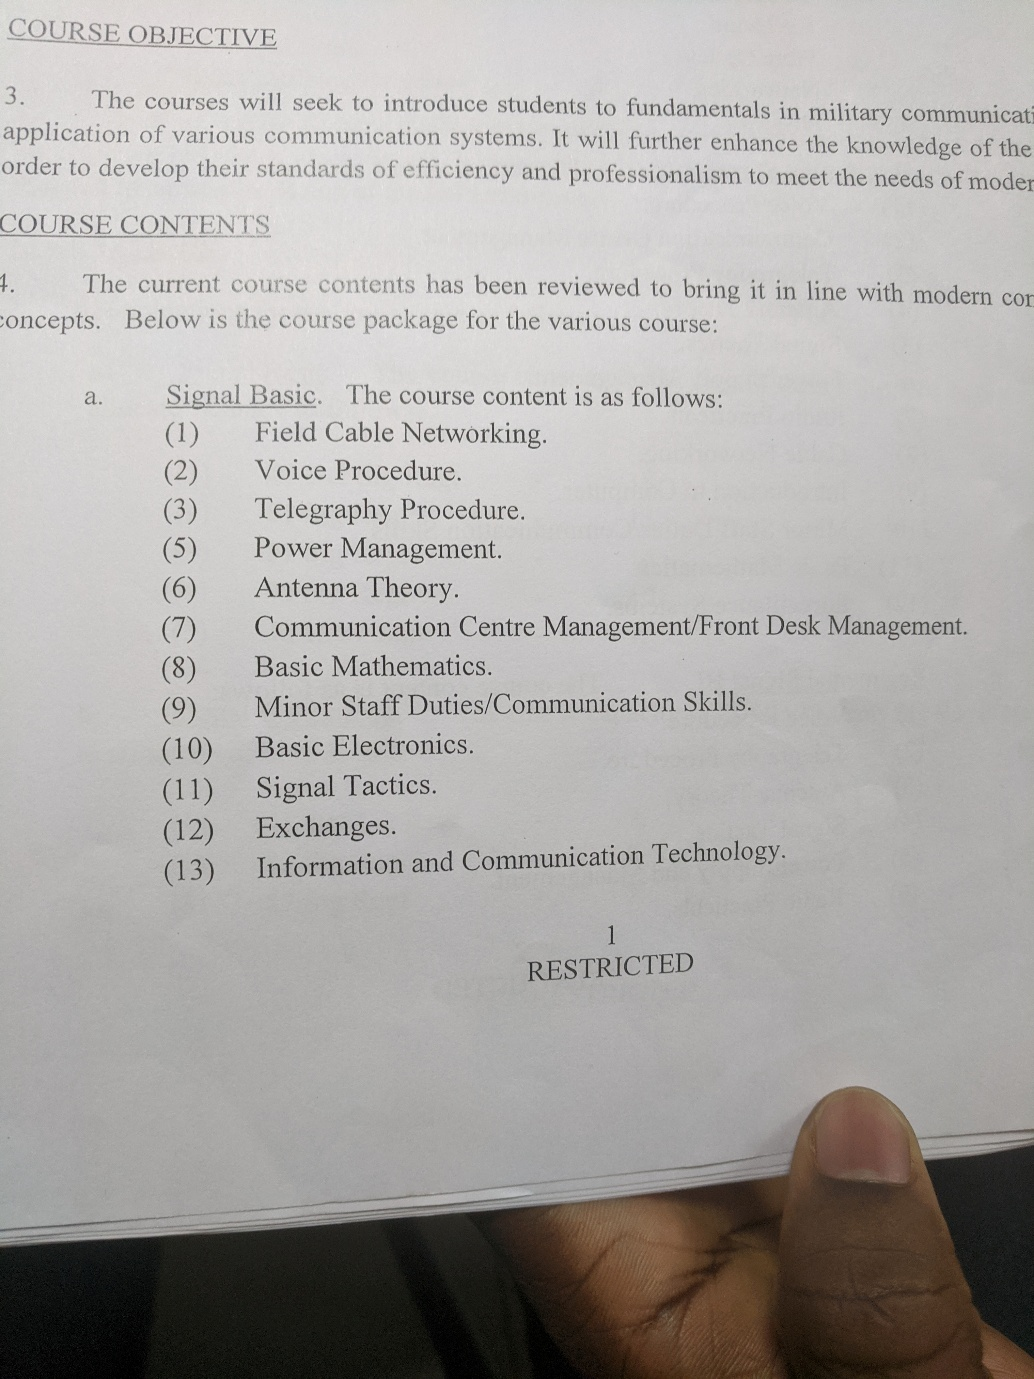 COURSE OBJECTIVE
3. The courses will seek to introduce students to fundamentals in military
application of various communication systems. It will further enhance the knowledge of the
order to develop their standards of efficiency and professionalism to meet the needs of
COURSE CONTENTS
4. The current course contents has been reviewed to bring it in line with modern
concepts. Below is the course package for the various course:
a. Signal Basic. The course content is as follows:
(1) Field Cable Networking.
(2) Voice Procedure.
(3) Telegraphy Procedure.
(5) Power Management.
(6) Antenna Theory.
(7) Communication Centre Management/Front Desk Management.
(8) Basic Mathematics.
(9) Minor Staff Duties/Communication Skills.
(10) Basic Electronics.
(11) Signal Tactics.
(12) Exchanges.
(13) Information and Communication Technology.
1
RESTRICTED